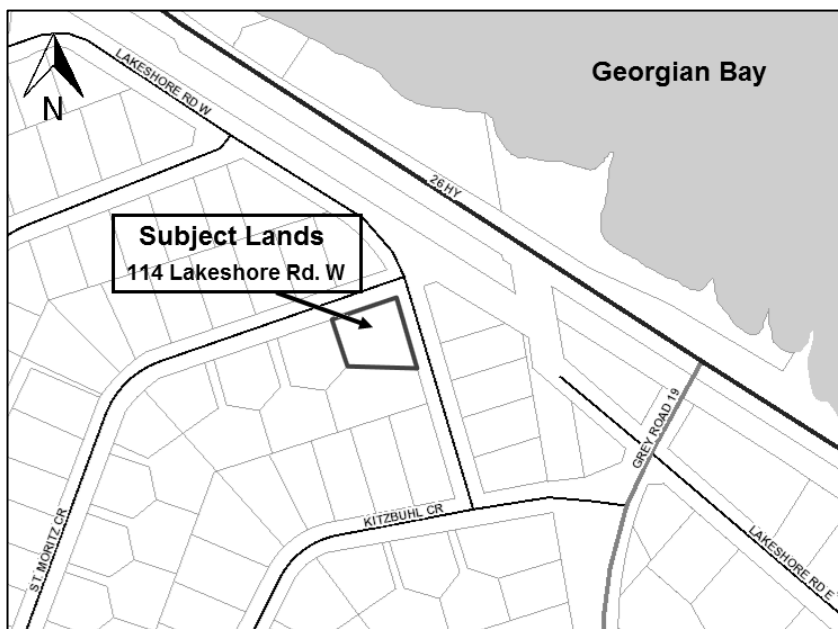 LAKESHORE RD W
Georgian Bay
N
26 HY
Subject Lands
114 Lakeshore Rd. W
GREY ROAD 19
ST. MORITZ CR
KITZBUHL CR
LAKESHORE RD E